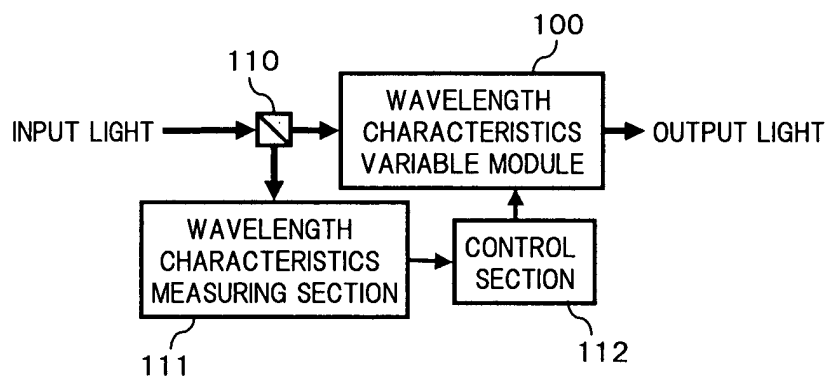 100
110
INPUT LIGHT
WAVELENGTH
CHARACTERISTICS
VARIABLE MODULE
OUTPUT LIGHT
WAVELENGTH
CHARACTERISTICS
MEASURING SECTION
CONTROL
SECTION
111
112